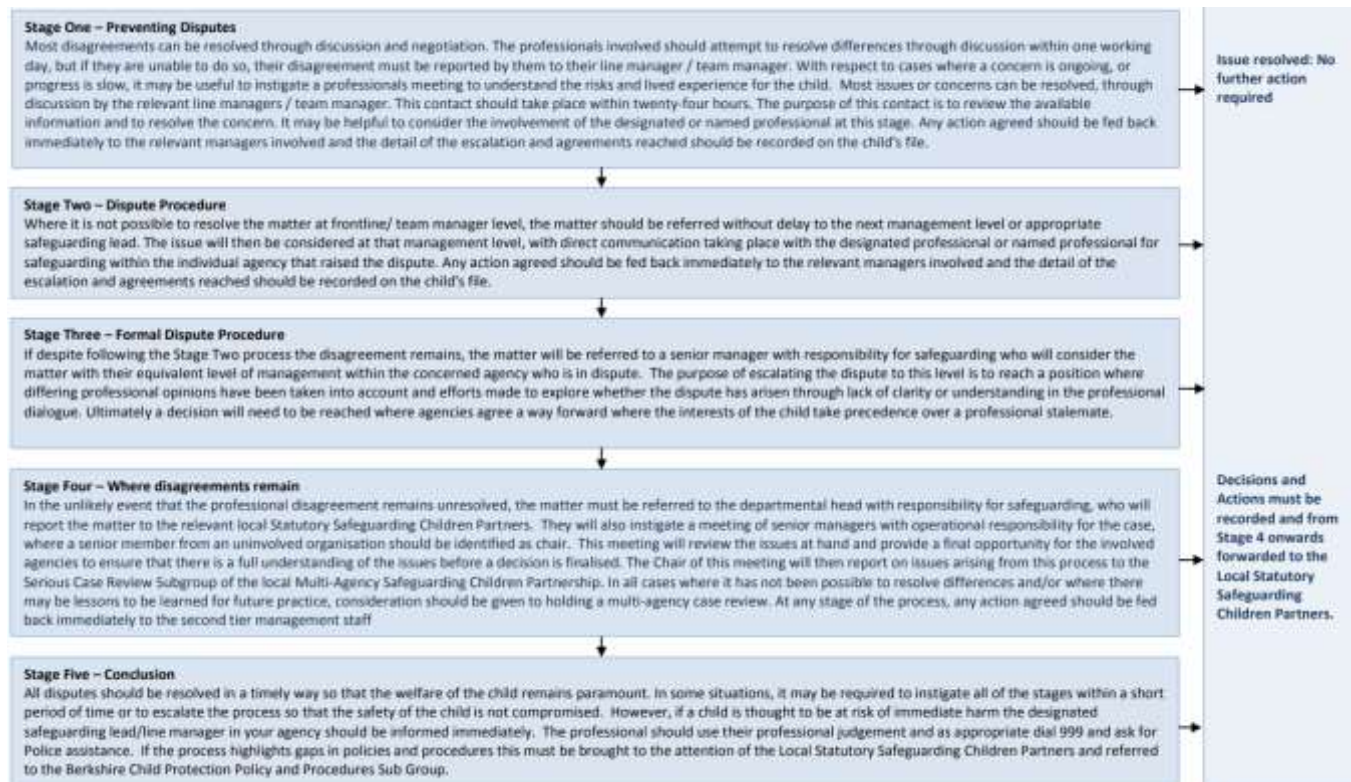 Stage One – Preventing Disputes
Most disagreements can be resolved through discussion and negotiation. The professionals involved should attempt to resolve differences through discussion within one working
day, but if they are unable to do so, their disagreement must be reported by them to their line manager / team manager. With respect to cases where a concern is ongoing, or
progress is slow, it may be useful to instigate a professionals meeting to understand the risks and lived experience for the child. Most issues or concerns can be resolved, through
discussion by the relevant line managers / team manager. This contact should take place within twenty-four hours. The purpose of this contact is to review the available
information and to resolve the concern. It may be helpful to consider the involvement of the designated or named professional at this stage. Any action agreed should be fed back
immediately to the relevant managers involved and the detail of the escalation and agreements reached should be recorded on the child's file.
Issue resolved: No
further action
required
Stage Two – Dispute Procedure
Where it is not possible to resolve the matter at frontline/ team manager level, the matter should be referred without delay to the next management level or appropriate
safeguarding lead. The issue will then be considered at that management level, with direct communication taking place with the designated professional or named professional for
safeguarding within the individual agency that raised the dispute. Any action agreed should be fed back immediately to the relevant managers involved and the detail of the
escalation and agreements reached should be recorded on the child's file.
Stage Three – Formal Dispute Procedure
If despite following the Stage Two process the disagreement remains, the matter will be referred to a senior manager with responsibility for safeguarding who will consider the
matter with their equivalent level of management within the concerned agency who is in dispute. The purpose of escalating the dispute to this level is to reach a position where
differing professional opinions have been taken into account and efforts made to explore whether the dispute has arisen through lack of clarity or understanding in the professional
dialogue. Ultimately a decision will need to be reached where agencies agree a way forward where the interests of the child take precedence over a professional stalemate.
Stage Four – Where disagreements remain
In the unlikely event that the professional disagreement remains unresolved, the matter must be referred to the departmental head with responsibility for safeguarding, who will
report the matter to the relevant local Statutory Safeguarding Children Partners. They will also instigate a meeting of senior managers with operational responsibility for the case,
where a senior member from an uninvolved organisation should be identified as chair. This meeting will review the issues at hand and provide a final opportunity for the involved
agencies to ensure that there is a full understanding of the issues before a decision is finalised. The Chair of this meeting will then report on issues arising from this process to the
Serious Case Review Subgroup of the local Multi-Agency Safeguarding Children Partnership. In all cases where it has not been possible to resolve differences and/or where there
may be lessons to be learned for future practice, consideration should be given to holding a multi-agency case review. At any stage of the process, any action agreed should be fed
back immediately to the second tier management staff
Decisions and
Actions must be
recorded and from
Stage 4 onwards
forwarded to the
Local Statutory
Safeguarding
Children Partners.
Stage Five – Conclusion
All disputes should be resolved in a timely way so that the welfare of the child remains paramount. In some situations, it may be required to instigate all of the stages within a short
period of time or to escalate the process so that the safety of the child is not compromised. However, if a child is thought to be at risk of immediate harm the designated
safeguarding lead/line manager in your agency should be informed immediately. The professional should use their professional judgement and as appropriate dial 999 and ask for
Police assistance. If the process highlights gaps in policies and procedures this must be brought to the attention of the Local Statutory Safeguarding Children Partners and referred
to the Berkshire Child Protection Policy and Procedures Sub Group.